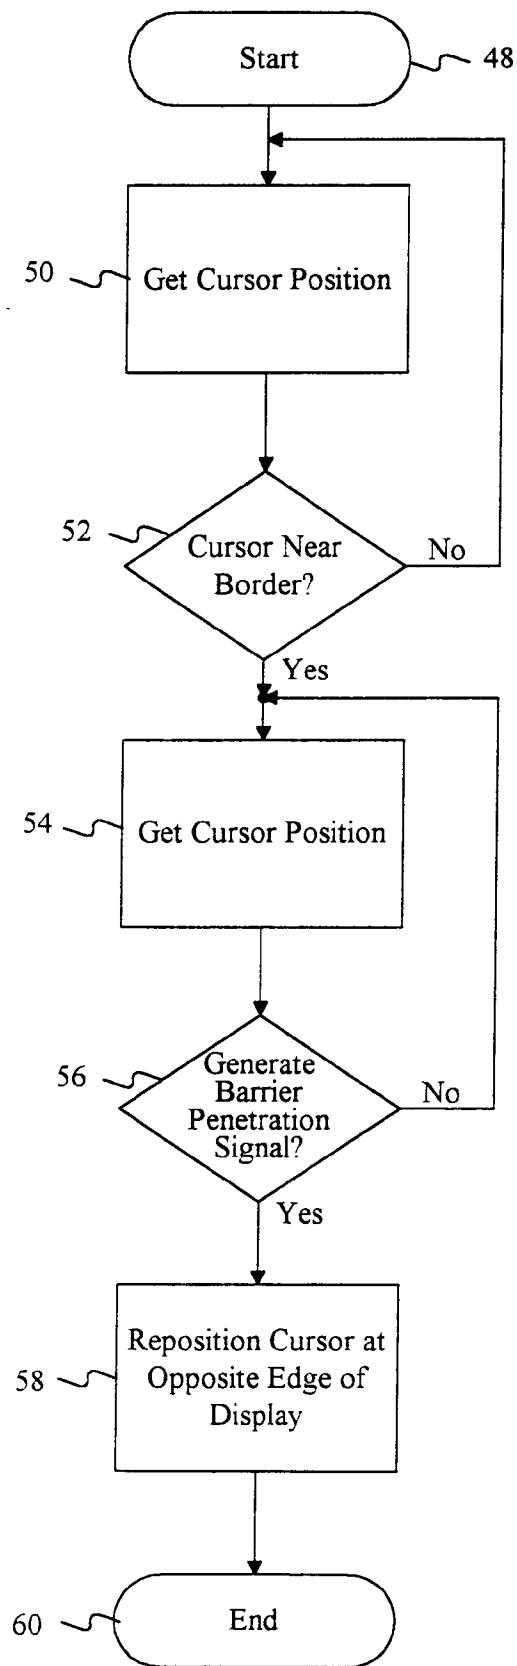 Start
48
50
Get Cursor Position
52
Cursor Near
Border?
No
Yes
54
Get Cursor Position
56
Generate
Barrier
Penetration
Signal?
No
Yes
58
Reposition Cursor at
Opposite Edge of
Display
60
End